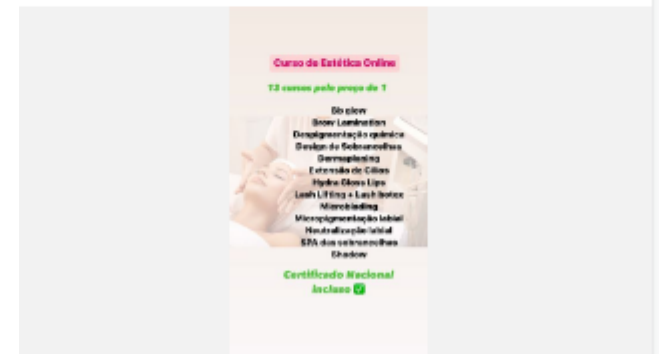 Curso de Estética Online
13 cursos pelo preço de 1
Bb glow
Brow Lamination
Despigmentação química
Design de Sobrancelhas
Dermaplaning
Extensão de Cílios
Hydra Gloss Lips
Lash Lifting + Lash botox
Microblading
Micropigmentação labial
Neutralização labial
SPA das sobrancelhas
Shadow
Certificado Nacional
incluso ✅